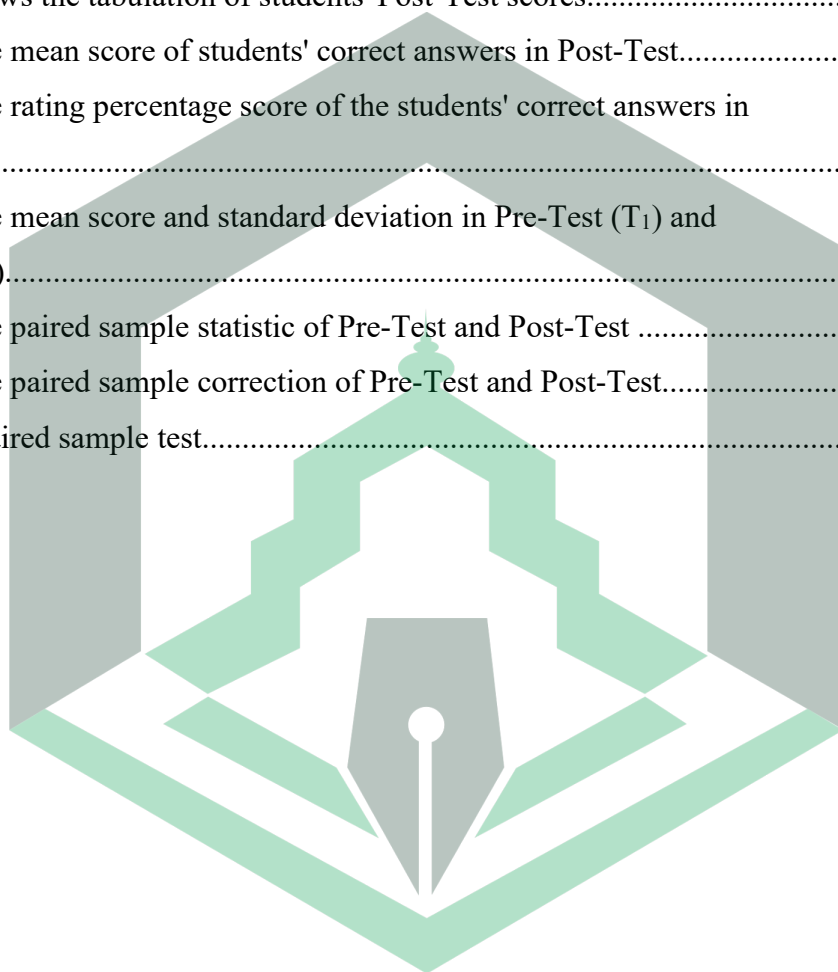 the tabulation of students' Post-Test scores..................................
mean score of students' correct answers in Post-Test....................
rating percentage score of the students' correct answers in
..........................................................................................................
mean score and standard deviation in Pre-Test (T₁) and
)..........................................................................................................
paired sample statistic of Pre-Test and Post-Test .........................
paired sample correction of Pre-Test and Post-Test......................
sample test................................................................................